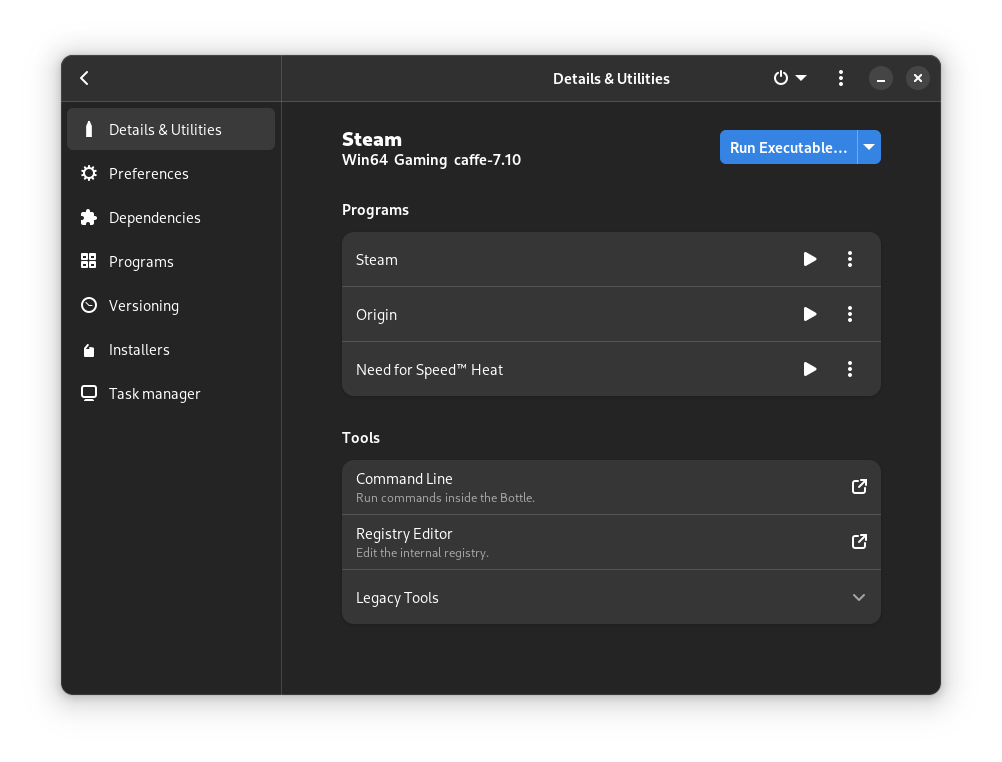 Details & Utilities
Details & Utilities
Preferences
Dependencies
Programs
Versioning
Installers
Task manager
Steam
Win64 Gaming caffe-7.10
Run Executable...
Programs
Steam
Origin
Need for Speed™ Heat
Tools
Command Line
Run commands inside the Bottle.
Registry Editor
Edit the internal registry.
Legacy Tools